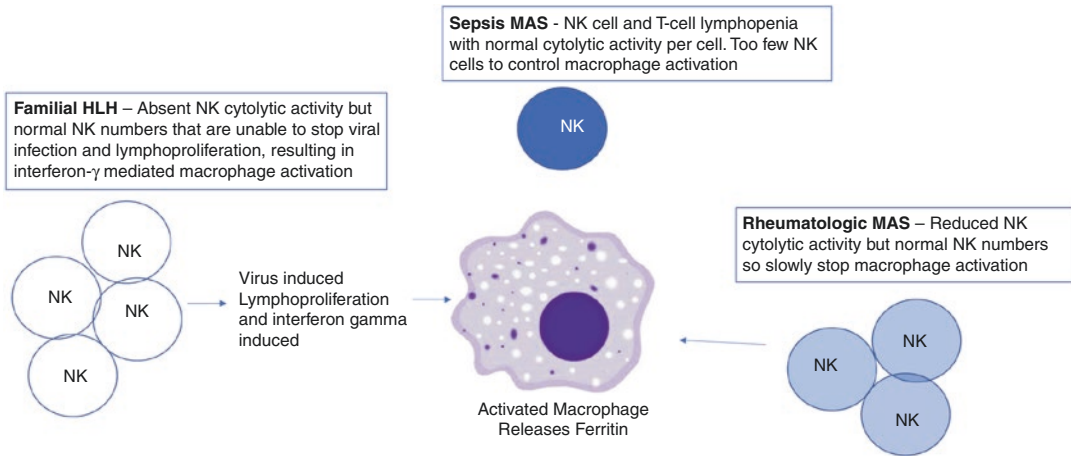 Sepsis MAS - NK cell and T-cell lymphopenia
with normal cytolytic activity per cell. Too few NK
cells to control macrophage activation
NK
Familial HLH – Absent NK cytolytic activity but
normal NK numbers that are unable to stop viral
infection and lymphoproliferation, resulting in
interferon-γ mediated macrophage activation
NK
NK
NK
NK
Virus induced
Lymphoproliferation
and interferon gamma
induced
Rheumatologic MAS – Reduced NK
cytolytic activity but normal NK numbers
so slowly stop macrophage activation
NK
NK
NK
Activated Macrophage
Releases Ferritin